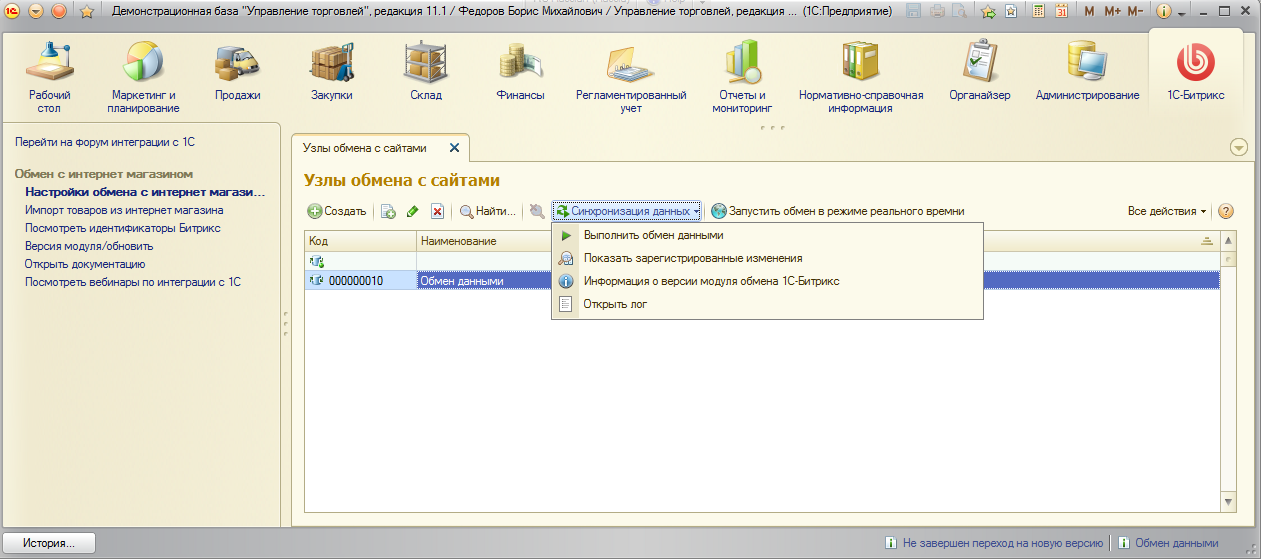 Демонстрационная база "Управление торговлей", редакция 11.1 / Федоров Борис Михайлович / Управление торговлей, редакция ... (1С:Предприятие)
M M+ M-
Рабочий стол
Маркетинг и планирование
Продажи
Закупки
Склад
Финансы
Регламентированный учет
Отчеты и мониторинг
Нормативно-справочная информация
Органайзер
Администрирование
1С-Битрикс
Перейти на форум интеграции с 1С
Обмен с интернет магазином
Настройки обмена с интернет магази...
Импорт товаров из интернет магазина
Посмотреть идентификаторы Битрикс
Версия модуля/обновить
Открыть документацию
Посмотреть вебинары по интеграции с 1С
Узлы обмена с сайтами
Узлы обмена с сайтами
Создать
Найти...
Синхронизация данных
Запустить обмен в режиме реального времни
Все действия
Код
Наименование
000000010
Обмен данными
Выполнить обмен данными
Показать зарегистрированные изменения
Информация о версии модуля обмена 1С-Битрикс
Открыть лог
История...
Не завершен переход на новую версию
Обмен данными